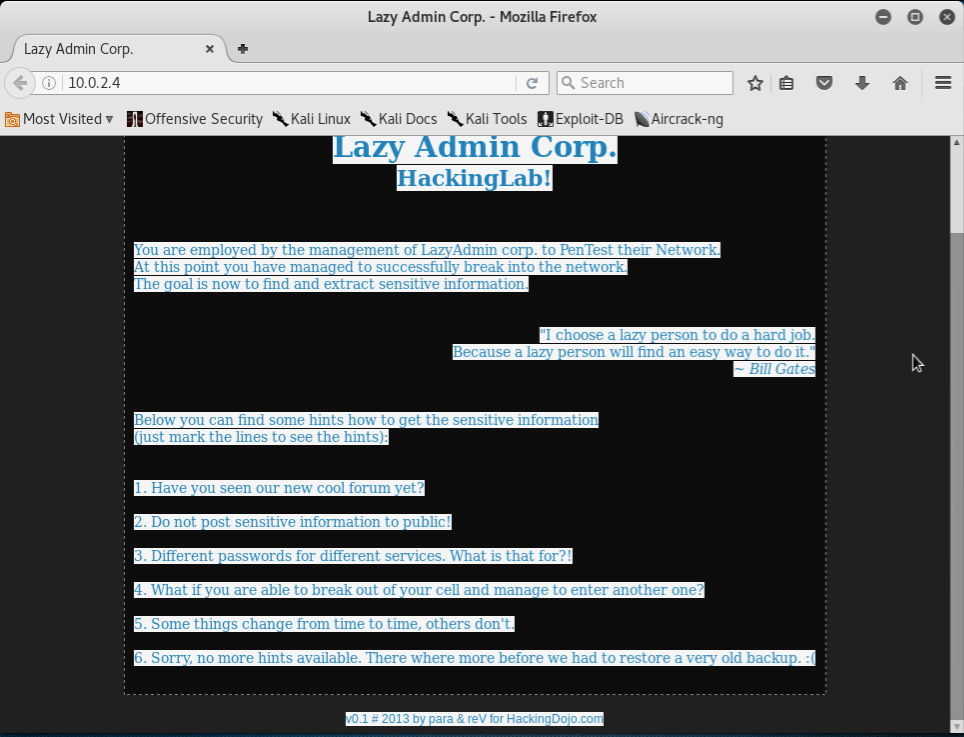 Lazy Admin Corp. - Mozilla Firefox
Lazy Admin Corp.
10.0.2.4
Search
Most Visited
Offensive Security
Kali Linux
Kali Docs
Kali Tools
Exploit-DB
Aircrack-ng
Lazy Admin Corp.
HackingLab!
You are employed by the management of LazyAdmin corp. to PenTest their Network.
At this point you have managed to successfully break into the network.
The goal is now to find and extract sensitive information.
"I choose a lazy person to do a hard job.
Because a lazy person will find an easy way to do it."
~ Bill Gates
Below you can find some hints how to get the sensitive information
(just mark the lines to see the hints):
1. Have you seen our new cool forum yet?
2. Do not post sensitive information to public!
3. Different passwords for different services. What is that for?!
4. What if you are able to break out of your cell and manage to enter another one?
5. Some things change from time to time, others don't.
6. Sorry, no more hints available. There where more before we had to restore a very old backup. :(
v0.1 # 2013 by para & reV for HackingDojo.com